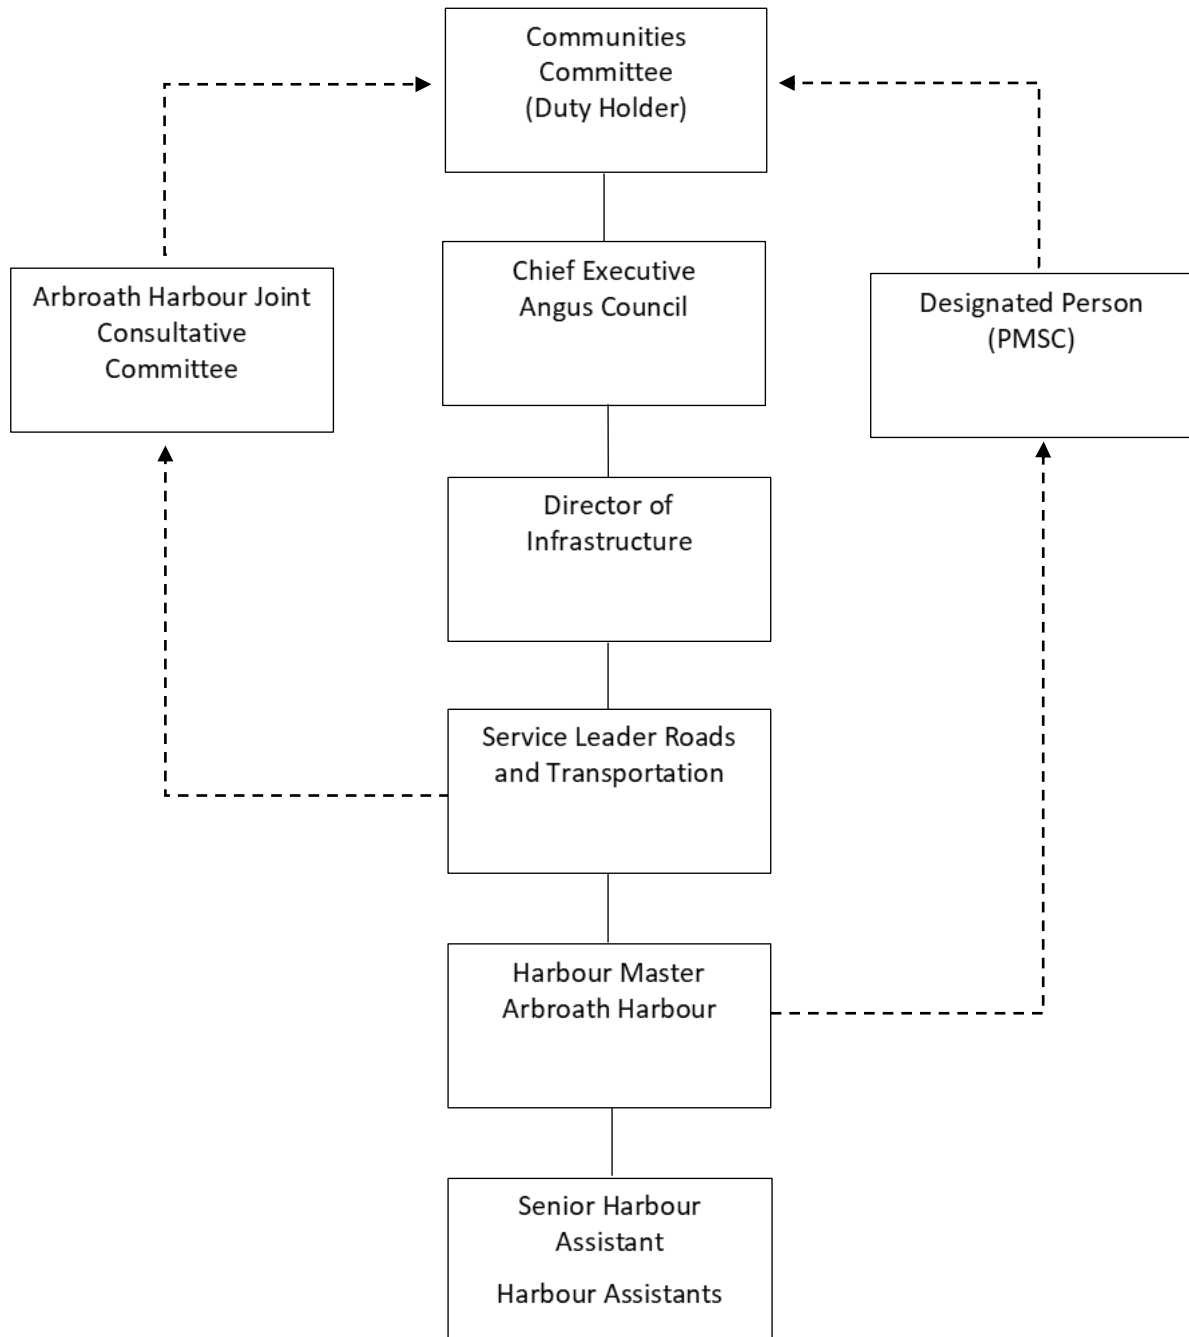 Communities
Committee
(Duty Holder)
Chief Executive
Angus Council
Arbroath Harbour Joint
Consultative
Committee
Designated Person
(PMSC)
Director of
Infrastructure
Service Leader Roads
and Transportation
Harbour Master
Arbroath Harbour
Senior Harbour
Assistant
Harbour Assistants